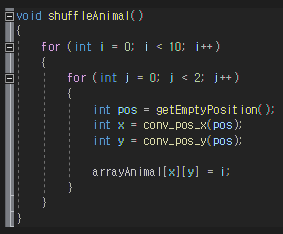 void shuffleAnimal()
{
    for (int i = 0; i < 10; i++)
    {
        for (int j = 0; j < 2; j++)
        {
            int pos = getEmptyPosition();
            int x = conv_pos_x(pos);
            int y = conv_pos_y(pos);

            arrayAnimal[x][y] = i;
        }
    }
}